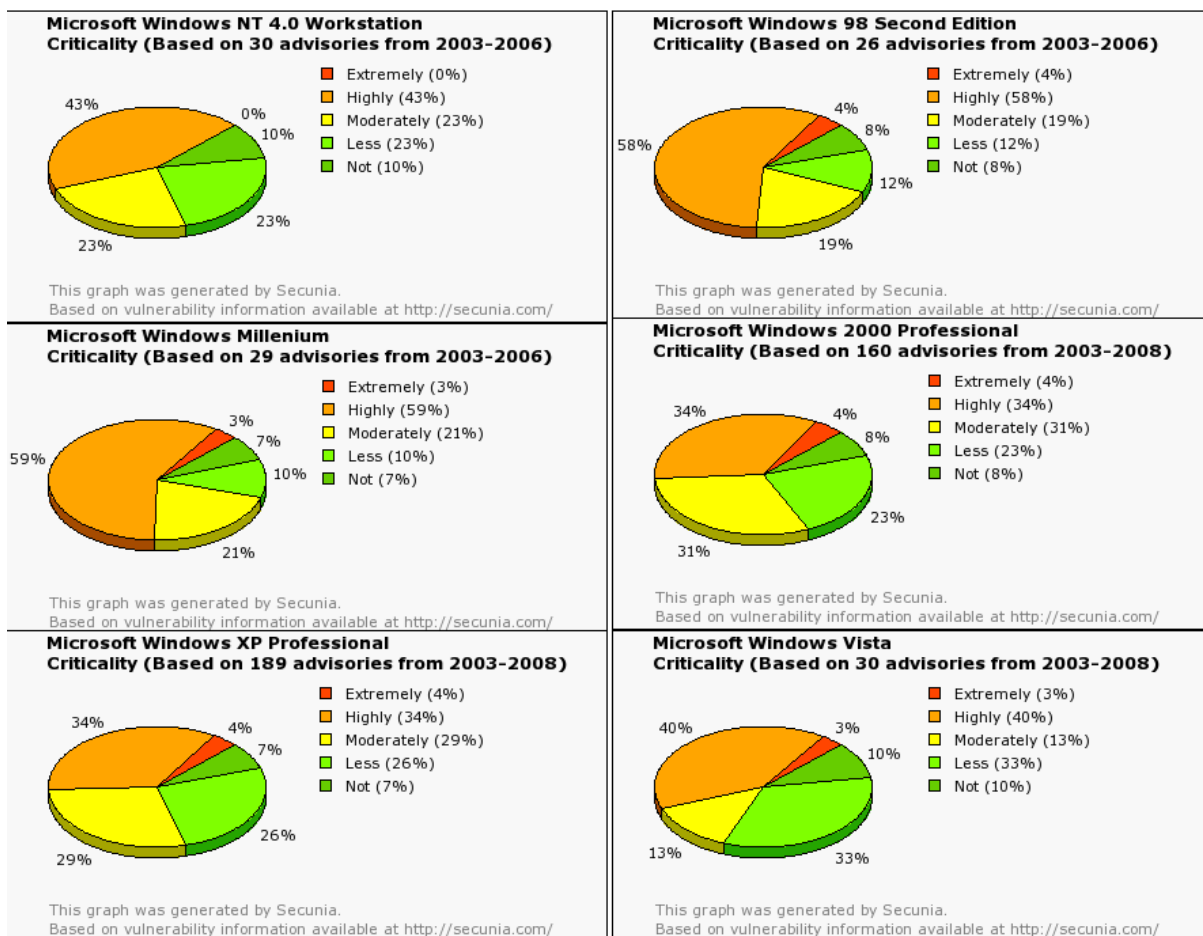 Microsoft Windows NT 4.0 Workstation
Criticality (Based on 30 advisories from 2003-2006)
Extremely (0%)
Highly (43%)
Moderately (23%)
Less (23%)
Not (10%)
43%
0%
10%
23%
23%
This graph was generated by Secunia.
Based on vulnerability information available at http://secunia.com/
Microsoft Windows 98 Second Edition
Criticality (Based on 26 advisories from 2003-2006)
Extremely (4%)
Highly (58%)
Moderately (19%)
Less (12%)
Not (8%)
4%
8%
58%
12%
19%
This graph was generated by Secunia.
Based on vulnerability information available at http://secunia.com/
Microsoft Windows Millenium
Criticality (Based on 29 advisories from 2003-2006)
Extremely (3%)
Highly (59%)
Moderately (21%)
Less (10%)
Not (7%)
3%
7%
59%
10%
21%
This graph was generated by Secunia.
Based on vulnerability information available at http://secunia.com/
Microsoft Windows 2000 Professional
Criticality (Based on 160 advisories from 2003-2008)
Extremely (4%)
Highly (34%)
Moderately (31%)
Less (23%)
Not (8%)
34%
4%
8%
23%
31%
This graph was generated by Secunia.
Based on vulnerability information available at http://secunia.com/
Microsoft Windows XP Professional
Criticality (Based on 189 advisories from 2003-2008)
Extremely (4%)
Highly (34%)
Moderately (29%)
Less (26%)
Not (7%)
34%
4%
7%
26%
29%
This graph was generated by Secunia.
Based on vulnerability information available at http://secunia.com/
Microsoft Windows Vista
Criticality (Based on 30 advisories from 2003-2008)
Extremely (3%)
Highly (40%)
Moderately (13%)
Less (33%)
Not (10%)
40%
3%
10%
13%
33%
This graph was generated by Secunia.
Based on vulnerability information available at http://secunia.com/